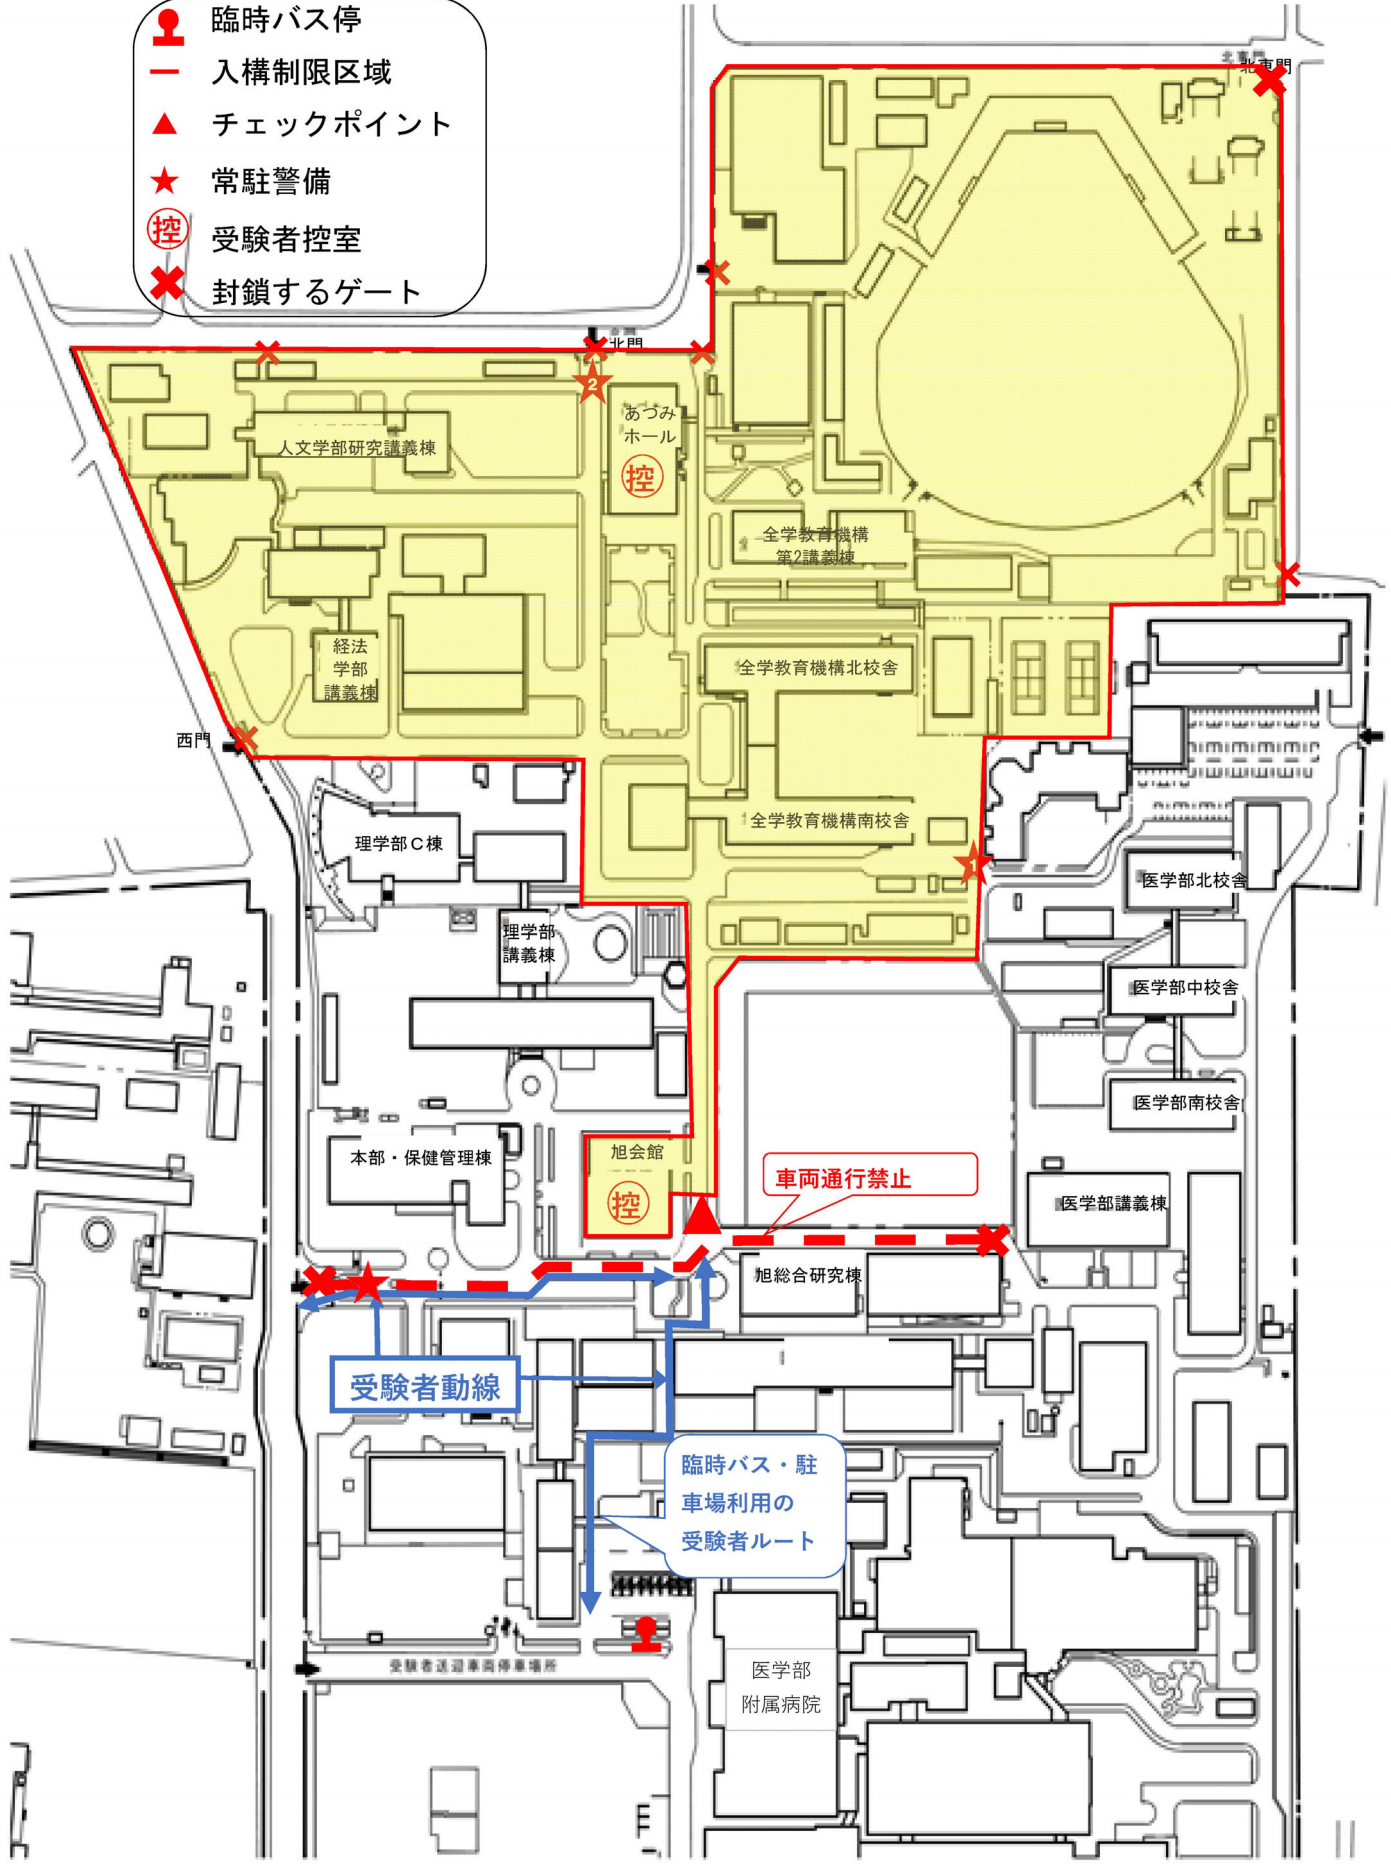 臨時バス停
入構制限区域
チェックポイント
常駐警備
控 受験者控室
封鎖するゲート
北東門
北東門
北門
2
あづみ
ホール
控
人文学部研究講義棟
全学教育機構
第2講義棟
経法
学部
講義棟
全学教育機構北校舎
西門
全学教育機構南校舎
理学部C棟
1
医学部北校舎
理学部
講義棟
医学部中校舎
医学部南校舎
本部・保健管理棟
旭会館
控
車両通行禁止
医学部講義棟
旭総合研究棟
受験者動線
臨時バス・駐
車場利用の
受験者ルート
受験者送迎車両停車場所
医学部
附属病院